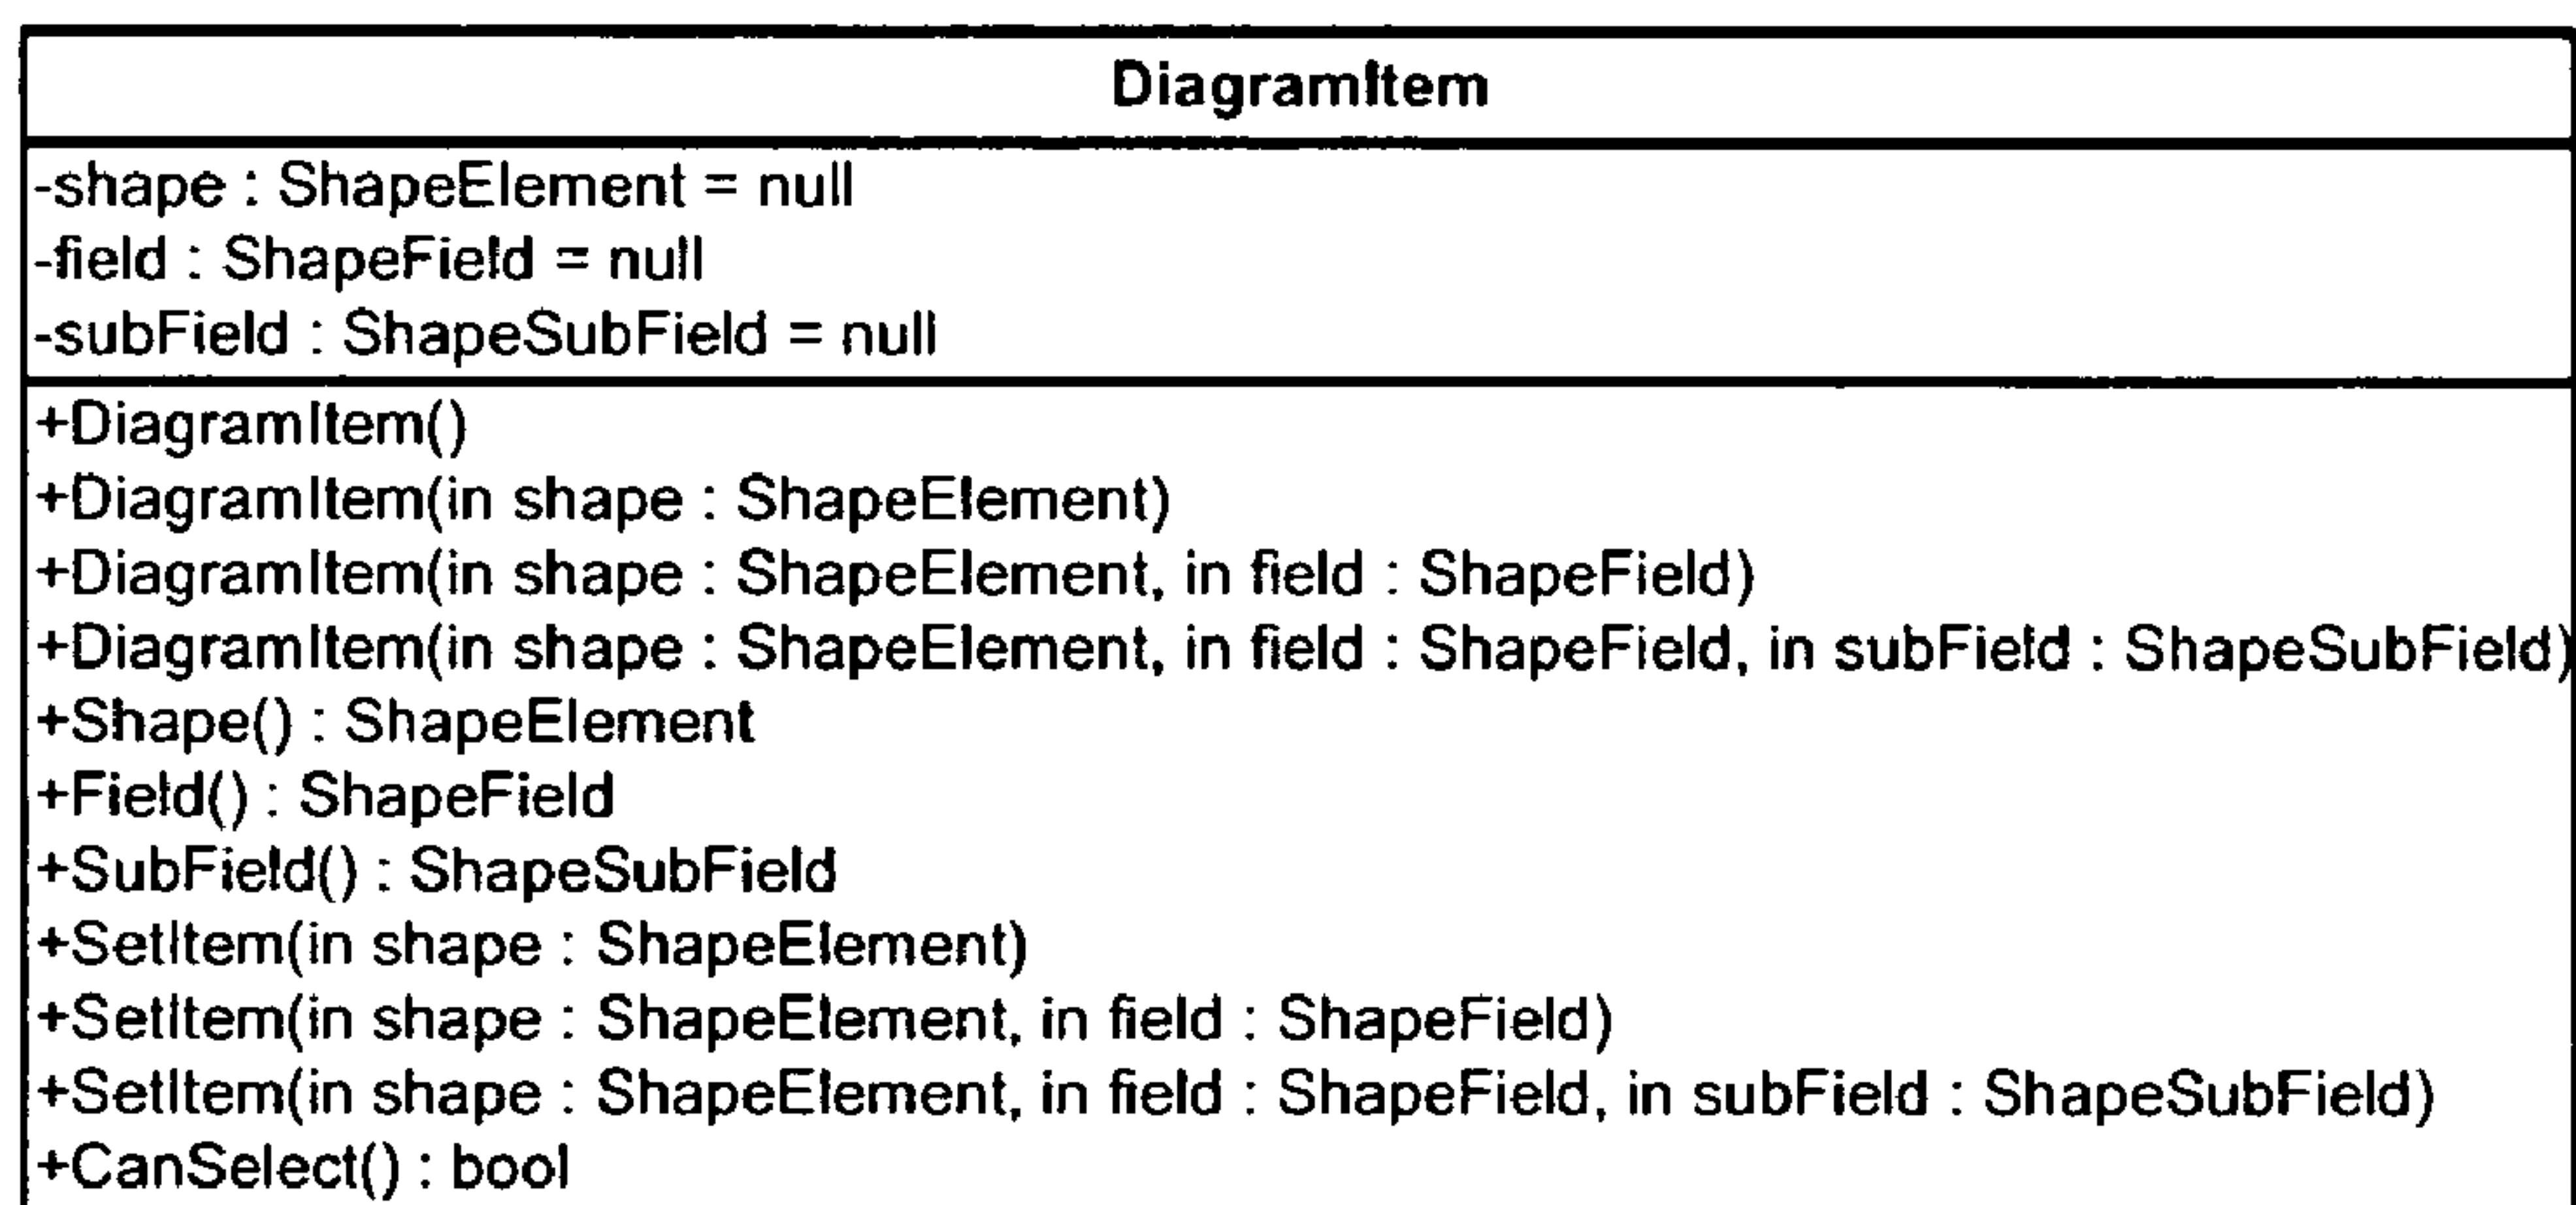 DiagramItem
-shape : ShapeElement = null
-field : ShapeField = null
-subField : ShapeSubField = null
+DiagramItem()
+DiagramItem(in shape : ShapeElement)
+DiagramItem(in shape : ShapeElement, in field : ShapeField)
+DiagramItem(in shape : ShapeElement, in field : ShapeField, in subField : ShapeSubField)
+Shape() : ShapeElement
+Field() : ShapeField
+SubField() : ShapeSubField
+SetItem(in shape : ShapeElement)
+SetItem(in shape : ShapeElement, in field : ShapeField)
+SetItem(in shape : ShapeElement, in field : ShapeField, in subField : ShapeSubField)
+CanSelect() : bool